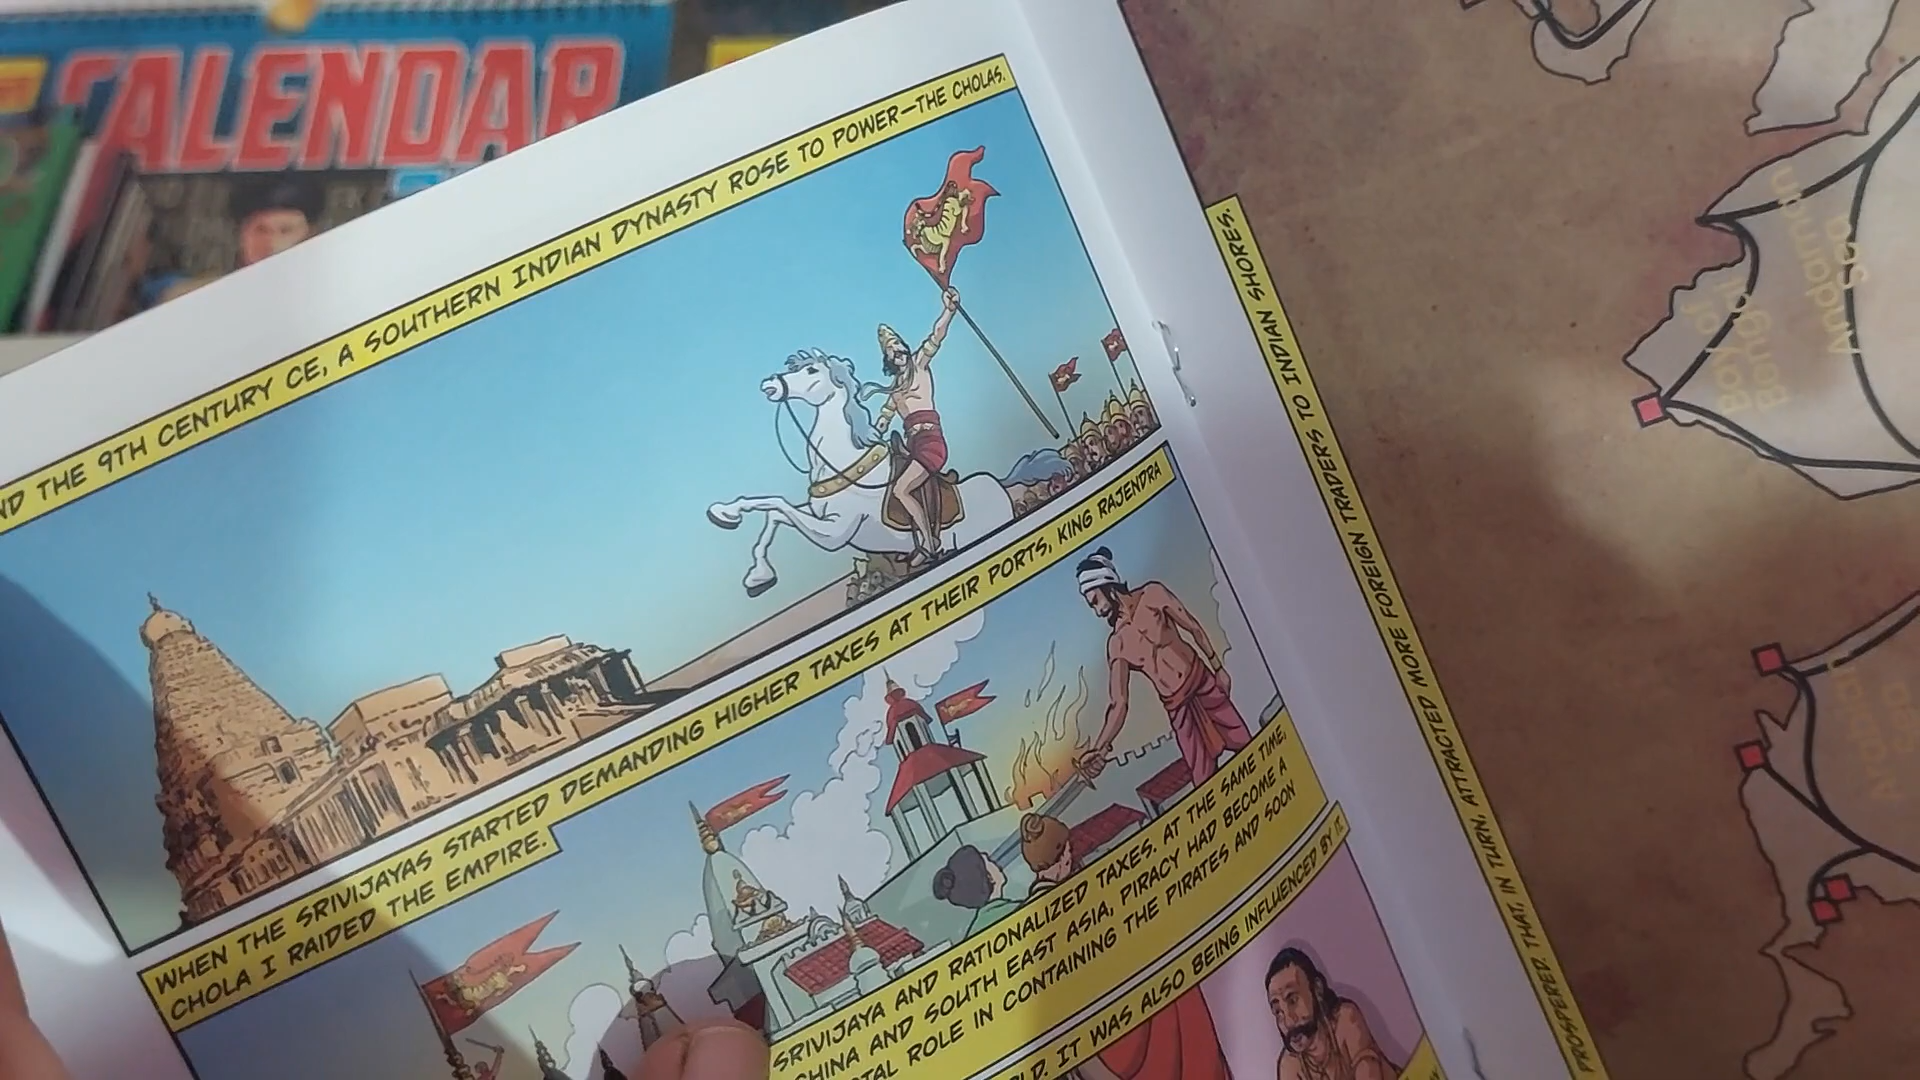 CALENDAR
THE 9TH CENTURY CE, A SOUTHERN INDIAN DYNASTY ROSE TO POWER—THE CHOLAS.
WHEN THE SRIVIJAYAS STARTED DEMANDING HIGHER TAXES AT THEIR PORTS, KING RAJENDRA
CHOLA I RAIDED THE EMPIRE.
SRIVIJAYA AND RATIONALIZED TAXES. AT THE SAME TIME,
CHINA AND SOUTH EAST ASIA, PIRACY HAD BECOME A
ROLE IN CONTAINING THE PIRATES AND SOON
IT WAS ALSO BEING INFLUENCED BY IT.
PROSPERED. THAT, IN TURN, ATTRACTED MORE FOREIGN TRADERS TO INDIAN SHORES.
Bay of
Bengal
Andaman
Sea
Arabian
Sea